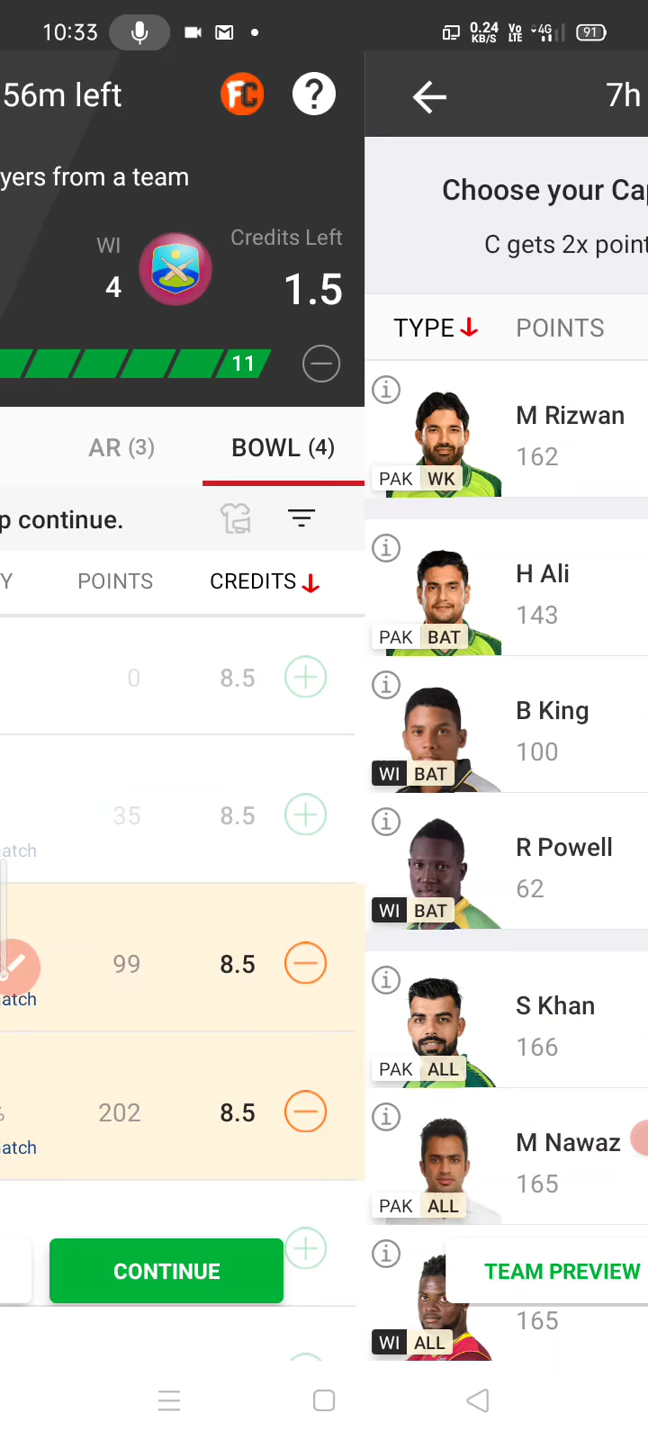 10:33
0.24 KB/S Vo LTE 4G 91
56m left
FC
?
yers from a team
WI
4
Credits Left
1.5
11
AR (3)
BOWL (4)
p continue.
Y
POINTS
CREDITS
0
8.5
35
8.5
atch
99
8.5
atch
%
202
8.5
atch
CONTINUE
7h
Choose your Cap
C gets 2x point
TYPE
POINTS
M Rizwan
162
PAK WK
H Ali
143
PAK BAT
B King
100
WI BAT
R Powell
62
WI BAT
S Khan
166
PAK ALL
M Nawaz
165
PAK ALL
TEAM PREVIEW
165
WI ALL